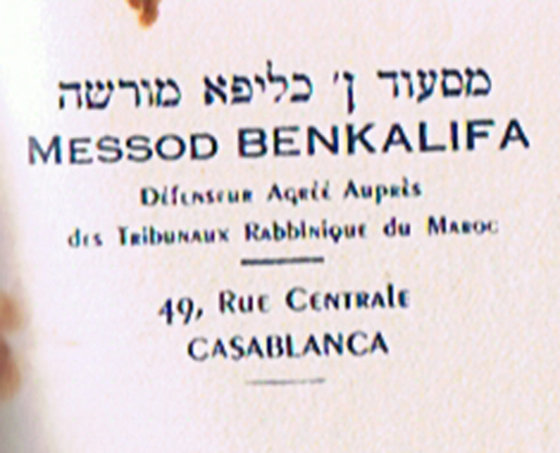 מסעוד ן׳ כליפא מורשה
MESSOD BENKALIFA
Défenseur Agréé Auprès
des Tribunaux Rabbinique du Maroc
49, Rue Centrale
CASABLANCA